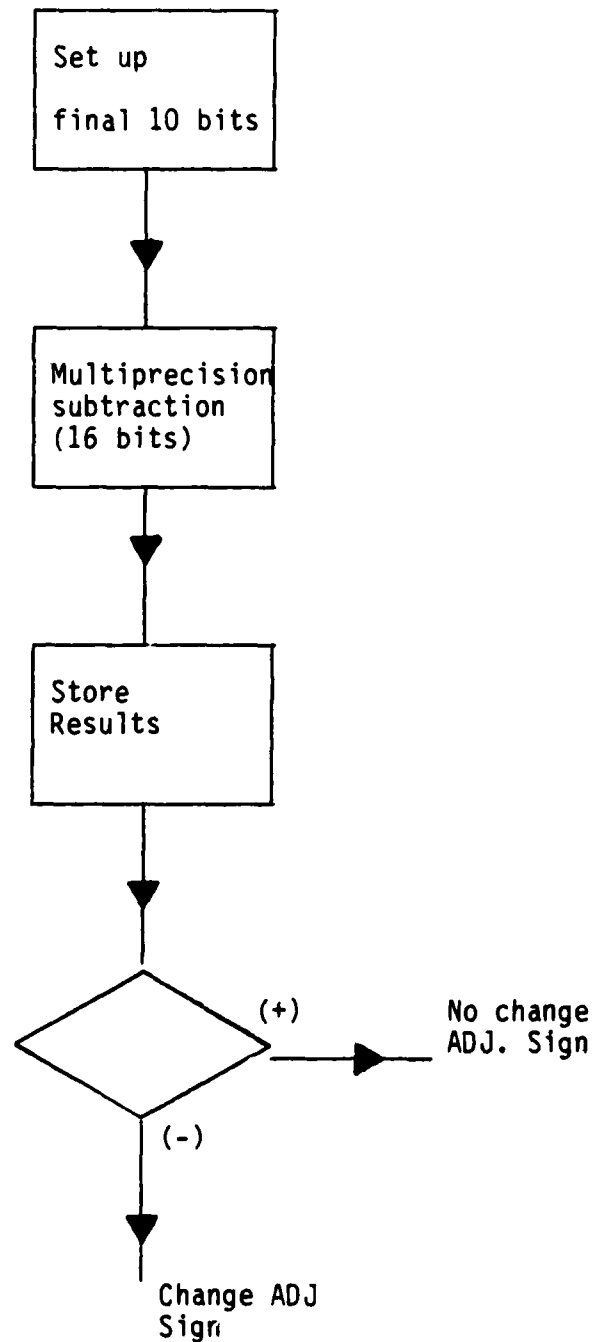 Set up
final 10 bits
Multiprecision
subtraction
(16 bits)
Store
Results
(+)
No change
ADJ. Sign
(-)
Change ADJ
Sign